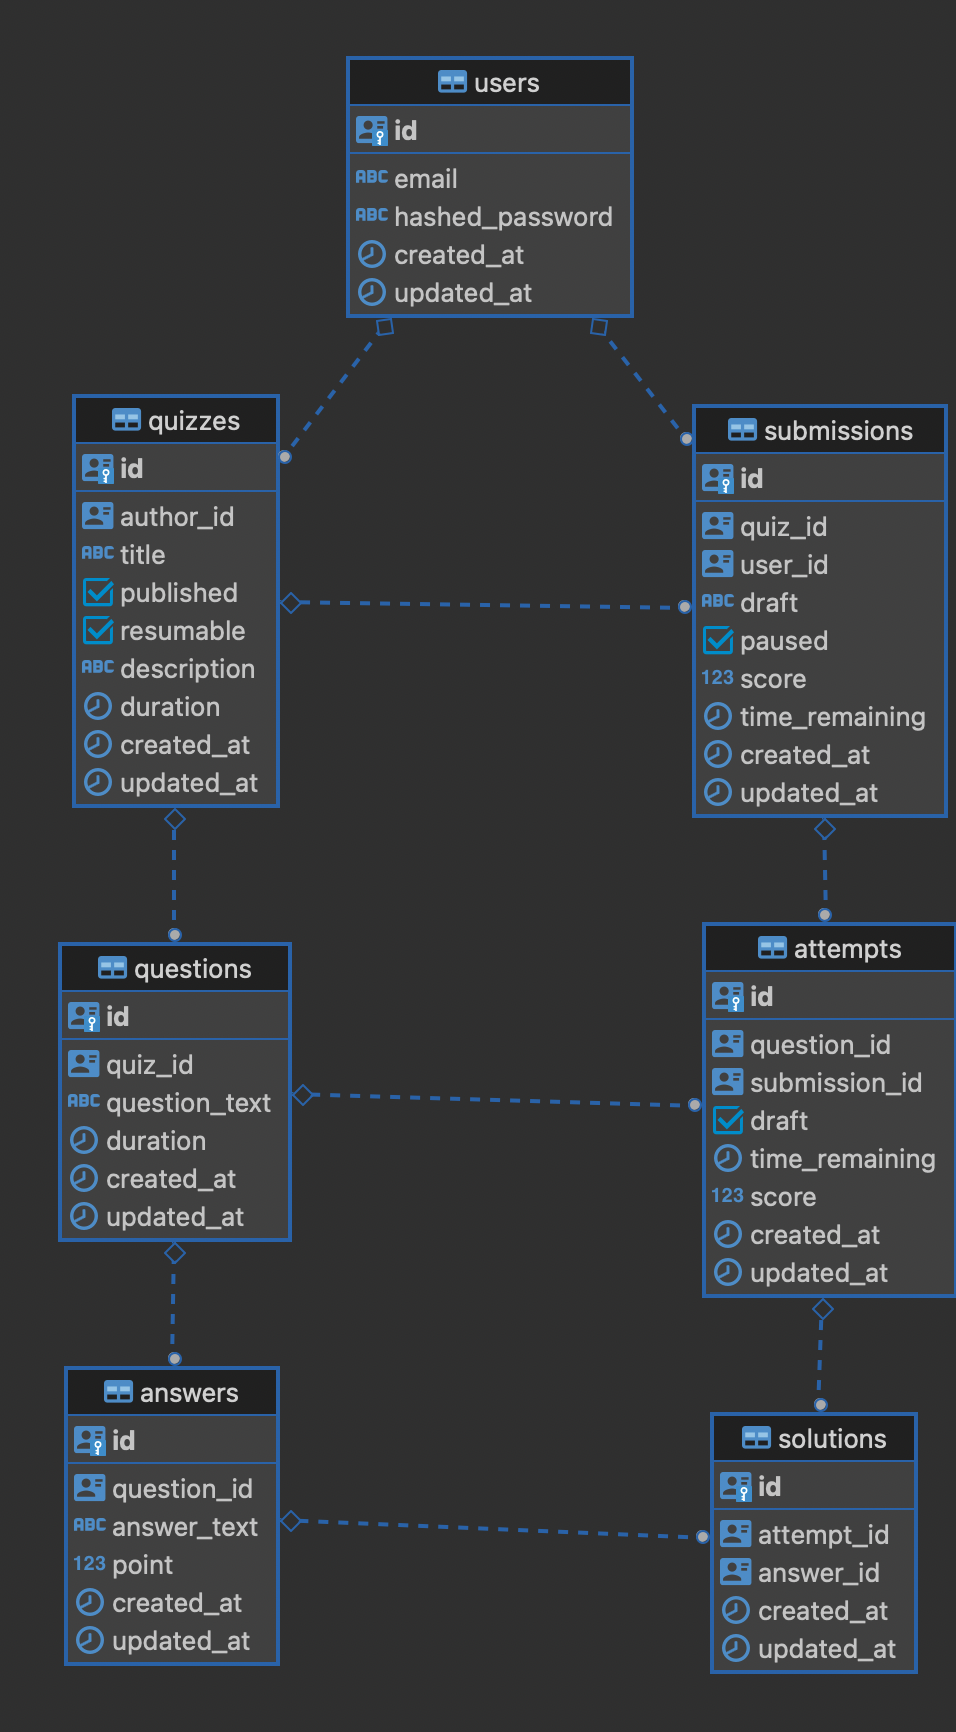 users
id
ABC email
ABC hashed_password
created_at
updated_at
quizzes
id
author_id
ABC title
published
resumable
ABC description
duration
created_at
updated_at
submissions
id
quiz_id
user_id
ABC draft
paused
123 score
time_remaining
created_at
updated_at
questions
id
quiz_id
ABC question_text
duration
created_at
updated_at
attempts
id
question_id
submission_id
draft
time_remaining
123 score
created_at
updated_at
answers
id
question_id
ABC answer_text
123 point
created_at
updated_at
solutions
id
attempt_id
answer_id
created_at
updated_at